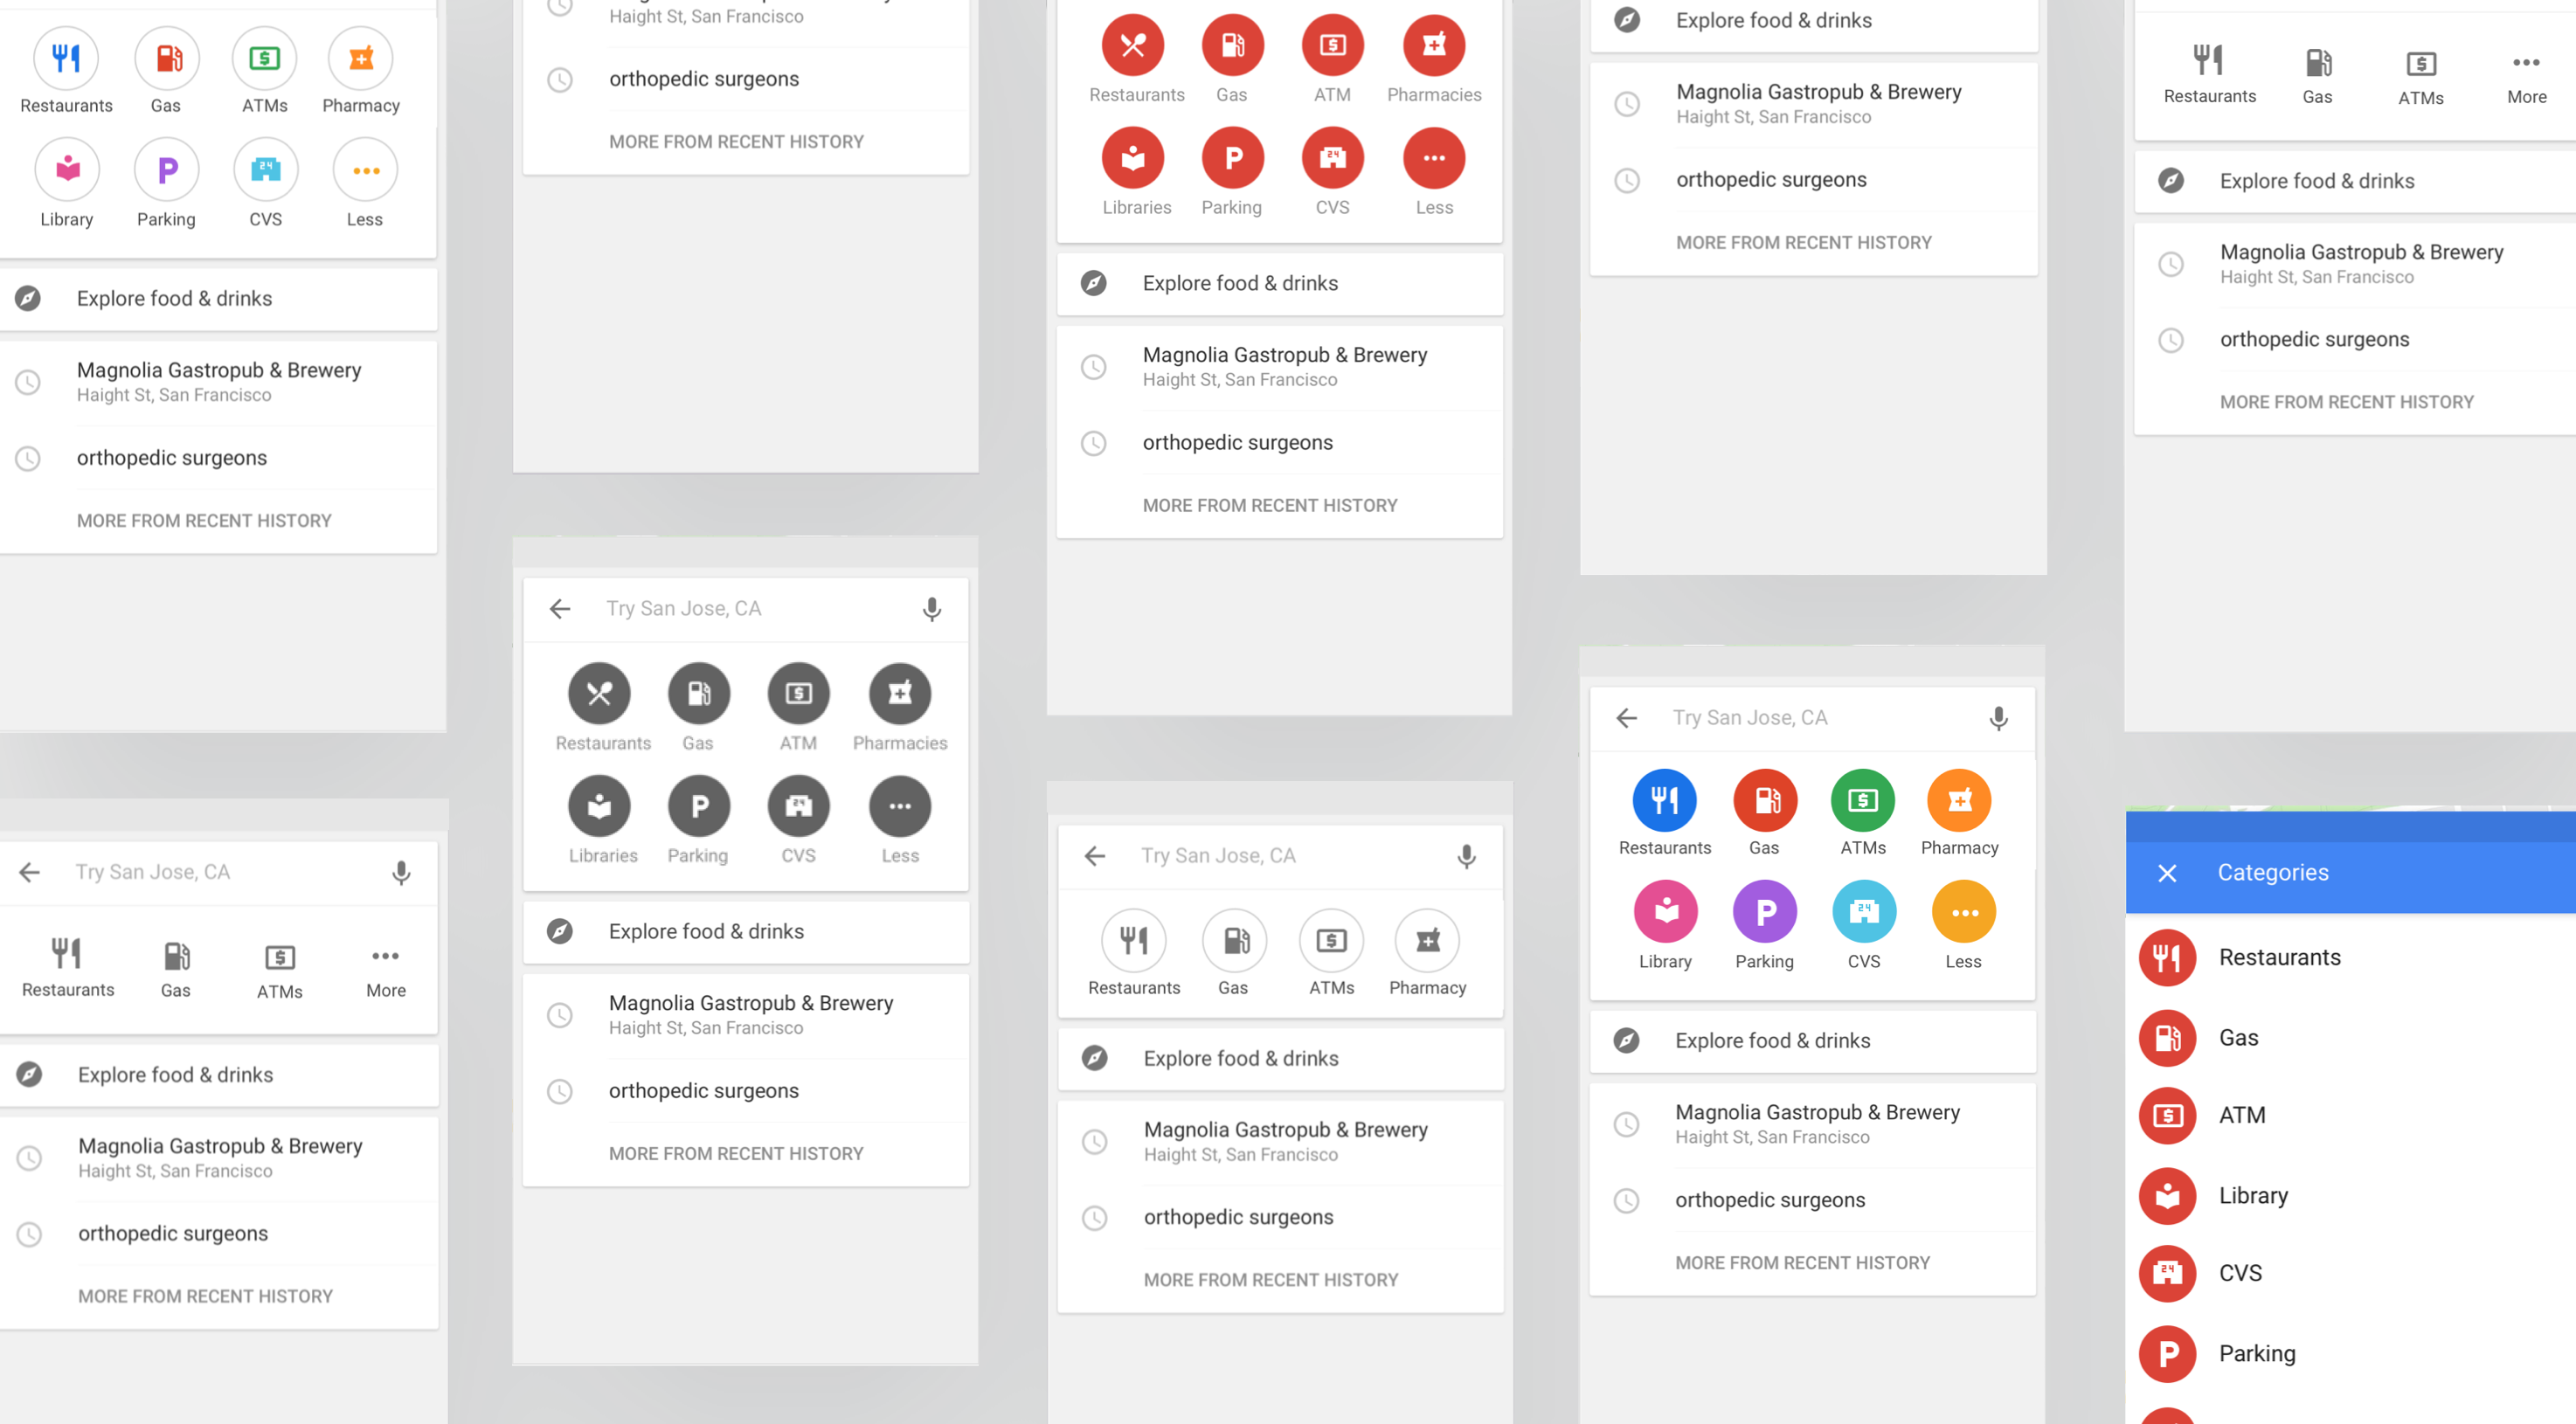 Restaurants Gas ATMs Pharmacy
Library Parking CVS Less
Explore food & drinks
Magnolia Gastropub & Brewery
Haight St, San Francisco
orthopedic surgeons
MORE FROM RECENT HISTORY
Try San Jose, CA
Restaurants Gas ATMs More
Explore food & drinks
Magnolia Gastropub & Brewery
Haight St, San Francisco
orthopedic surgeons
MORE FROM RECENT HISTORY
Haight St, San Francisco
orthopedic surgeons
MORE FROM RECENT HISTORY
Try San Jose, CA
Restaurants Gas ATM Pharmacies
Libraries Parking CVS Less
Explore food & drinks
Magnolia Gastropub & Brewery
Haight St, San Francisco
orthopedic surgeons
MORE FROM RECENT HISTORY
Restaurants Gas ATM Pharmacies
Libraries Parking CVS Less
Explore food & drinks
Magnolia Gastropub & Brewery
Haight St, San Francisco
orthopedic surgeons
MORE FROM RECENT HISTORY
Try San Jose, CA
Restaurants Gas ATMs Pharmacy
Explore food & drinks
Magnolia Gastropub & Brewery
Haight St, San Francisco
orthopedic surgeons
MORE FROM RECENT HISTORY
Explore food & drinks
Magnolia Gastropub & Brewery
Haight St, San Francisco
orthopedic surgeons
MORE FROM RECENT HISTORY
Try San Jose, CA
Restaurants Gas ATMs Pharmacy
Library Parking CVS Less
Explore food & drinks
Magnolia Gastropub & Brewery
Haight St, San Francisco
orthopedic surgeons
MORE FROM RECENT HISTORY
Restaurants Gas ATMs More
Explore food & drinks
Magnolia Gastropub & Brewery
Haight St, San Francisco
orthopedic surgeons
MORE FROM RECENT HISTORY
Categories
Restaurants
Gas
ATM
Library
CVS
Parking